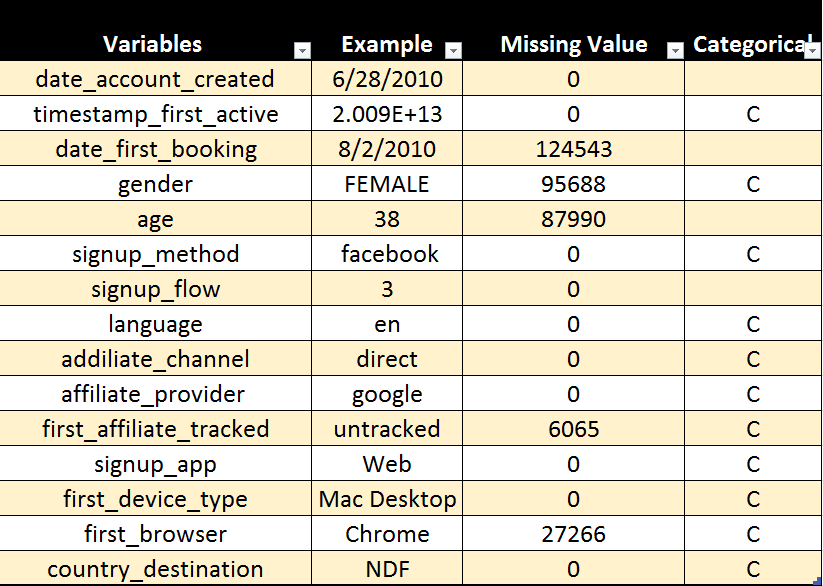 Variables Example Missing Value Categorical
date_account_created 6/28/2010 0
timestamp_first_active 2.009E+13 0 C
date_first_booking 8/2/2010 124543
gender FEMALE 95688 C
age 38 87990
signup_method facebook 0 C
signup_flow 3 0
language en 0 C
addiliate_channel direct 0 C
affiliate_provider google 0 C
first_affiliate_tracked untracked 6065 C
signup_app Web 0 C
first_device_type Mac Desktop 0 C
first_browser Chrome 27266 C
country_destination NDF 0 C